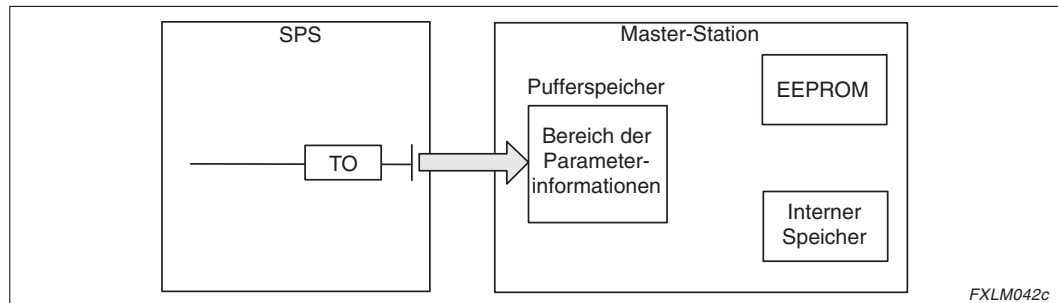 SPS
Master-Station
Pufferspeicher
EEPROM
TO
Bereich der
Parameter-
informationen
Interner
Speicher
FXLM042c